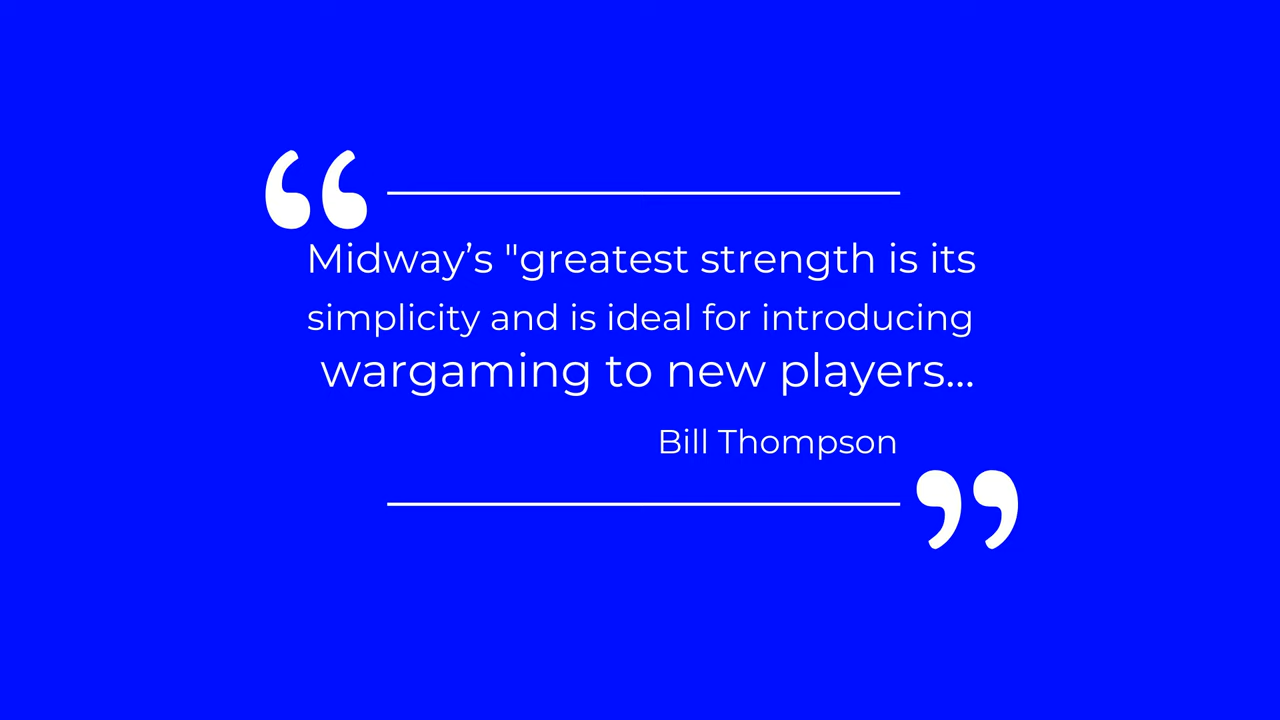 Midway’s "greatest strength is its
simplicity and is ideal for introducing
wargaming to new players...
Bill Thompson